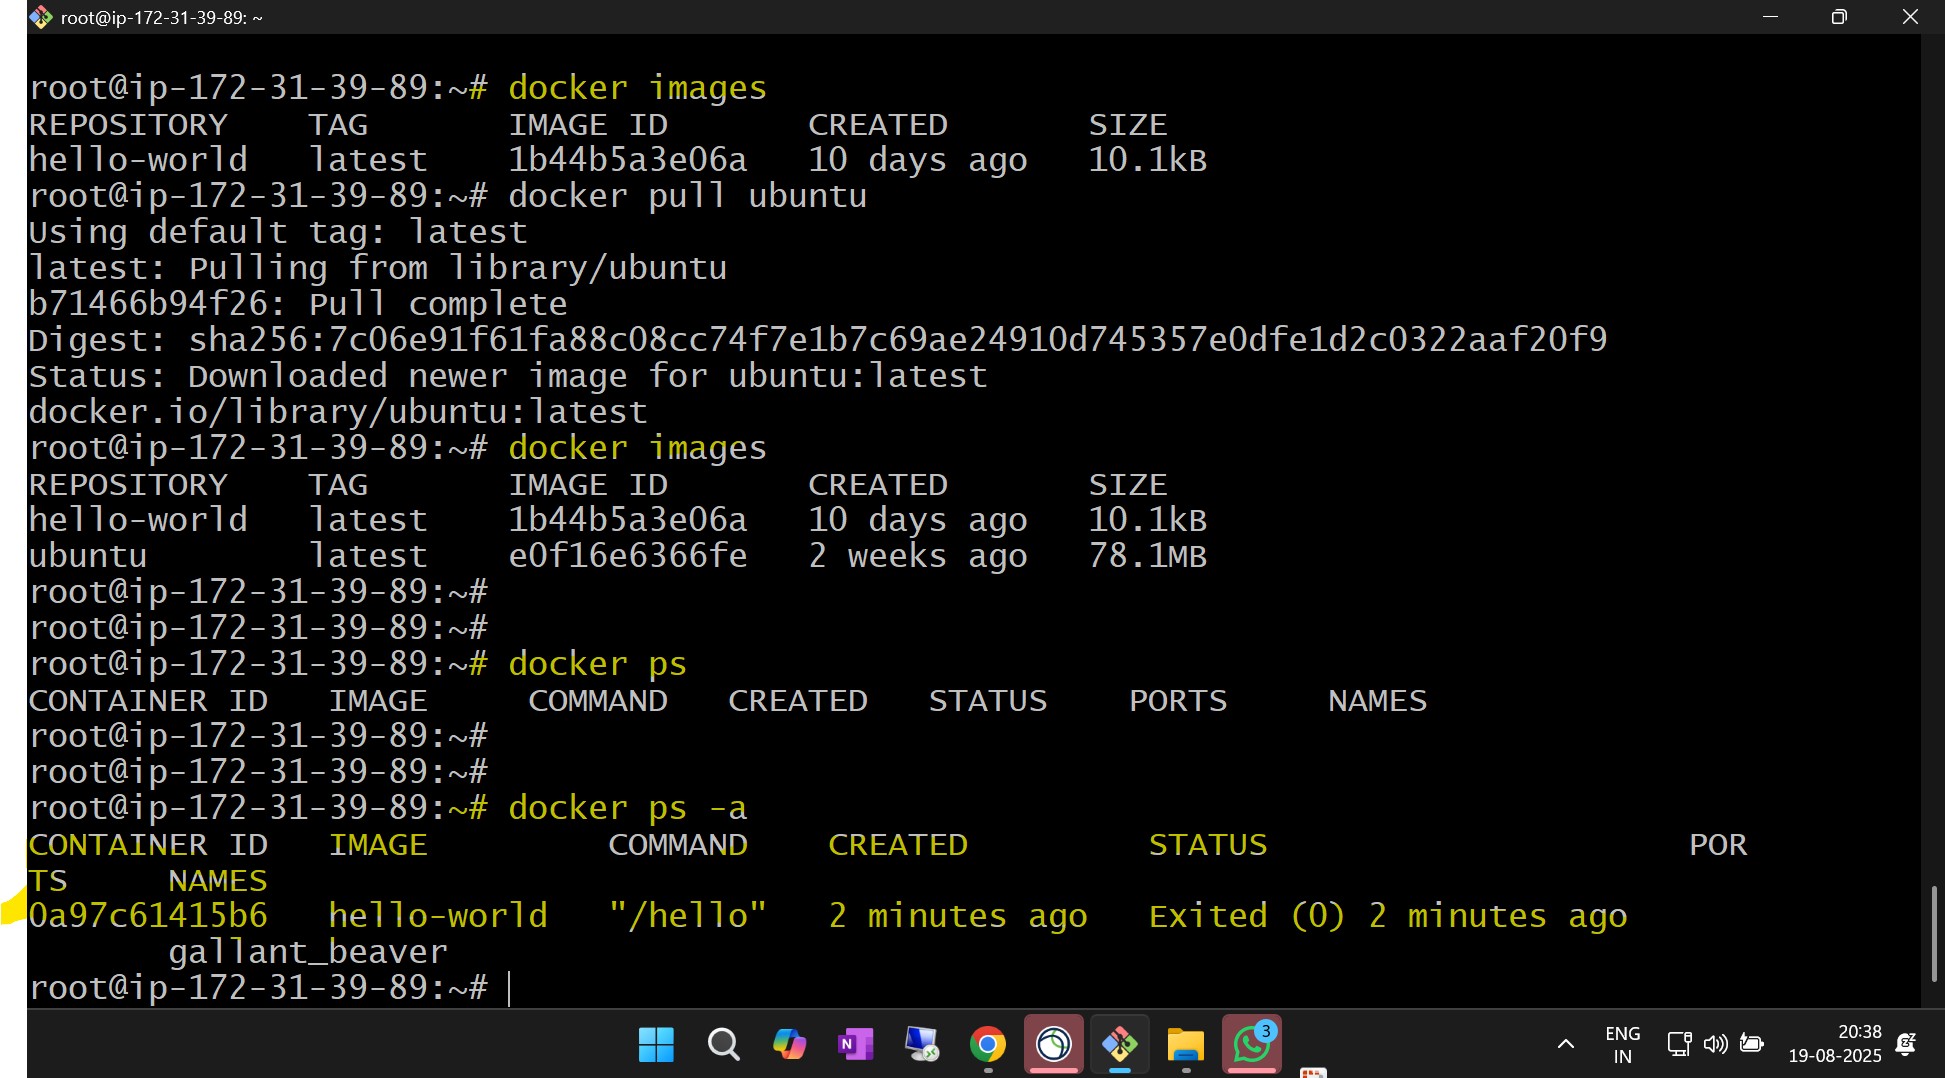 root@ip-172-31-39-89: ~
root@ip-172-31-39-89:~# docker images
REPOSITORY    TAG       IMAGE ID       CREATED       SIZE
hello-world   latest    1b44b5a3e06a   10 days ago   10.1kB
root@ip-172-31-39-89:~# docker pull ubuntu
Using default tag: latest
latest: Pulling from library/ubuntu
b71466b94f26: Pull complete
Digest: sha256:7c06e91f61fa88c08cc74f7e1b7c69ae24910d745357e0dfe1d2c0322aaf20f9
Status: Downloaded newer image for ubuntu:latest
docker.io/library/ubuntu:latest
root@ip-172-31-39-89:~# docker images
REPOSITORY    TAG       IMAGE ID       CREATED       SIZE
hello-world   latest    1b44b5a3e06a   10 days ago   10.1kB
ubuntu        latest    e0f16e6366fe   2 weeks ago   78.1MB
root@ip-172-31-39-89:~#
root@ip-172-31-39-89:~#
root@ip-172-31-39-89:~# docker ps
CONTAINER ID   IMAGE     COMMAND   CREATED   STATUS    PORTS     NAMES
root@ip-172-31-39-89:~#
root@ip-172-31-39-89:~#
root@ip-172-31-39-89:~# docker ps -a
CONTAINER ID   IMAGE         COMMAND    CREATED         STATUS                     POR
TS     NAMES
0a97c61415b6   hello-world   "/hello"   2 minutes ago   Exited (0) 2 minutes ago
gallant_beaver
root@ip-172-31-39-89:~#
N
3
ENG
IN
20:38
19-08-2025